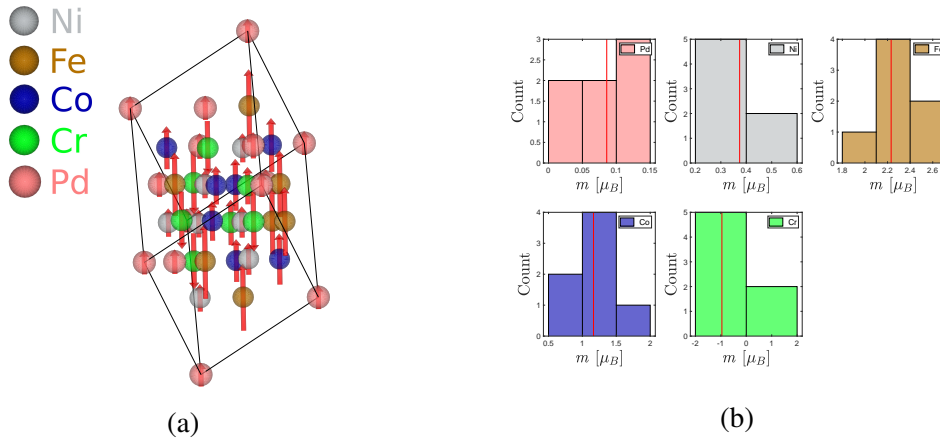 Ni
Fe
Co
Cr
Pd
(a)
Count
3
2.5
2
1.5
1
0.5
0
0 0.05 0.1 0.15
m [μB]
Pd
Count
5
4
3
2
1
0
0.2 0.3 0.4 0.5 0.6
m [μB]
Ni
Count
4
3
2
1
0
1.8 2 2.2 2.4 2.6
m [μB]
Count
4
3
2
1
0
0.5 1 1.5 2
m [μB]
Co
Count
5
4
3
2
1
0
-2 -1 0 1 2
m [μB]
Cr
(b)